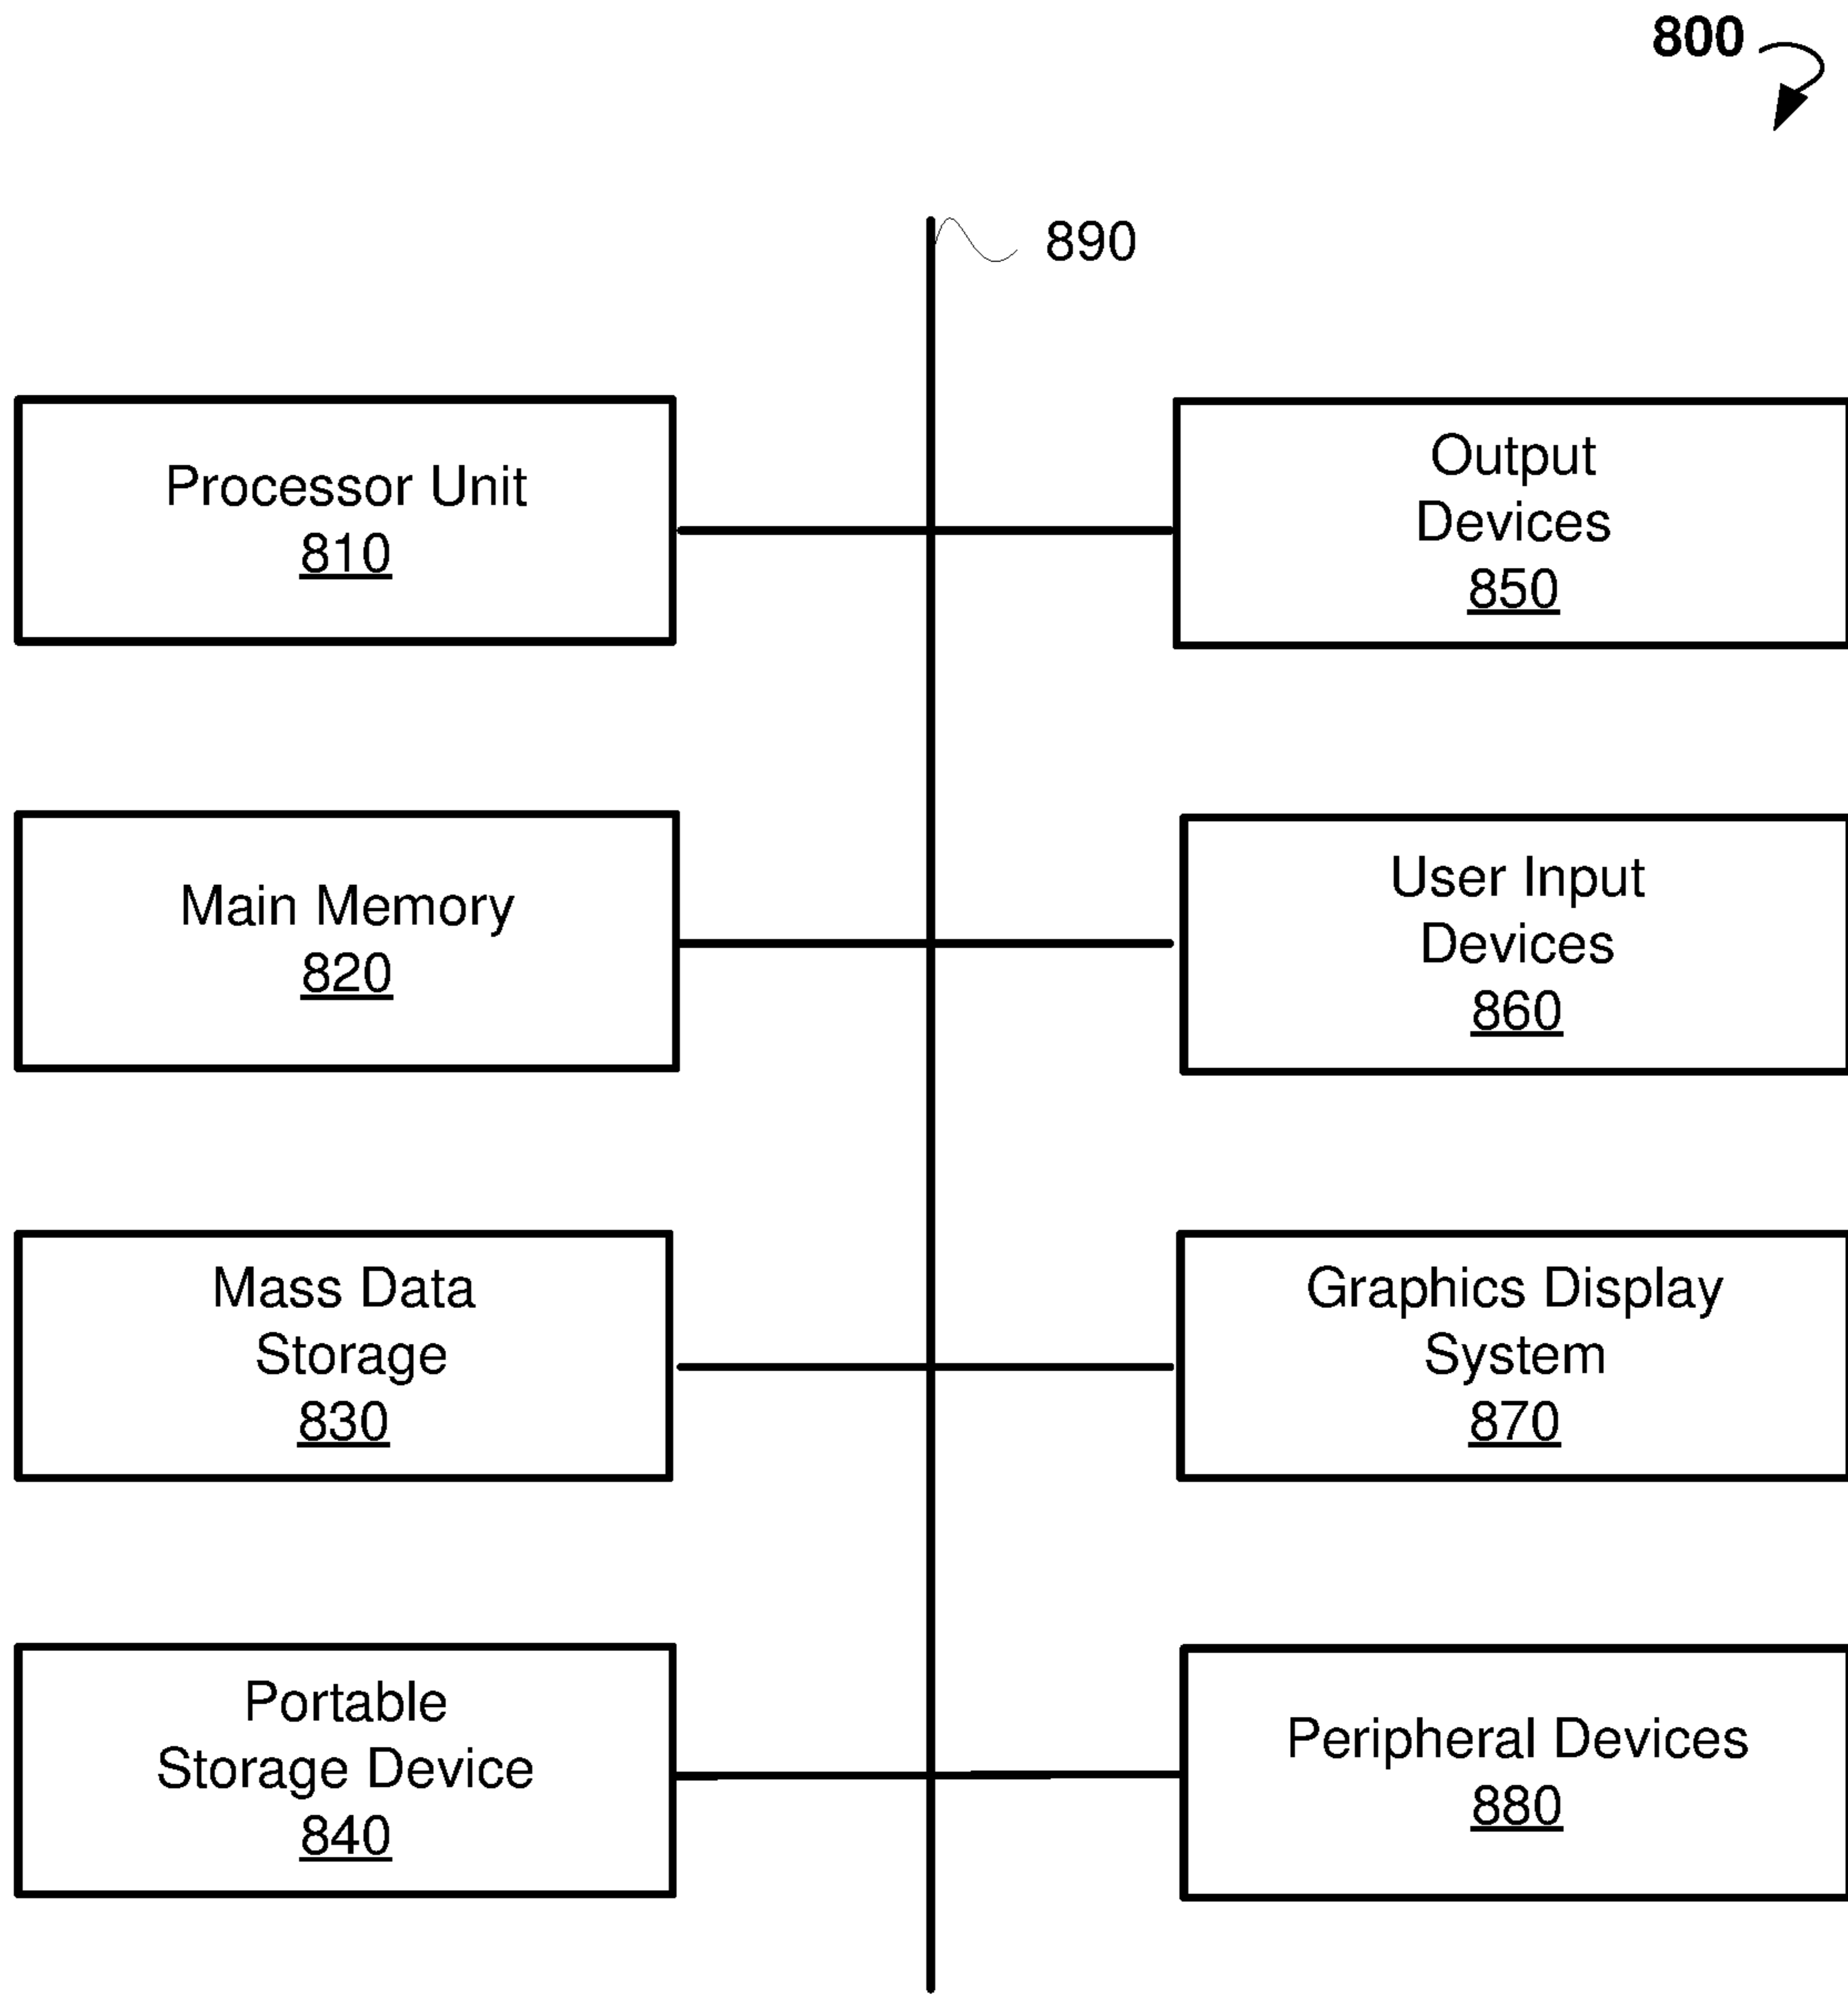 800
890
Processor Unit
810
Output
Devices
850
Main Memory
820
User Input
Devices
860
Mass Data
Storage
830
Graphics Display
System
870
Portable
Storage Device
840
Peripheral Devices
880